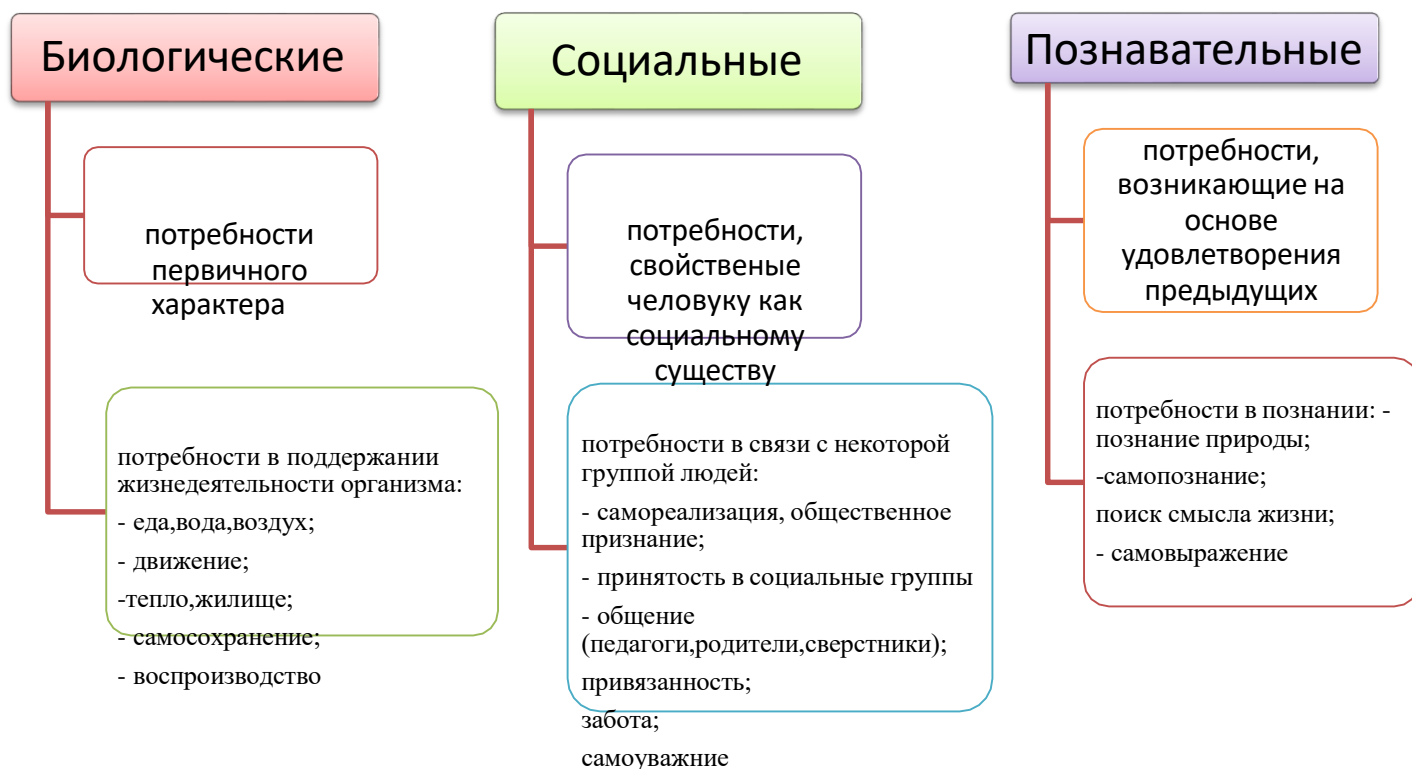 Биологические
потребности
первичного
характера
потребности в поддержании
жизнедеятельности организма:
- еда,вода,воздух;
- движение;
-тепло,жилище;
- самосохранение;
- воспроизводство
Социальные
потребности,
свойственые
человуку как
социальному
существу
потребности в связи с некоторой
группой людей:
- самореализация, общественное
признание;
- принятость в социальные группы
- общение
(педагоги,родители,сверстники);
привязанность;
забота;
самоуважние
Познавательные
потребности,
возникающие на
основе
удовлетворения
предыдущих
потребности в познании: -
познание природы;
-самопознание;
поиск смысла жизни;
- самовыражение